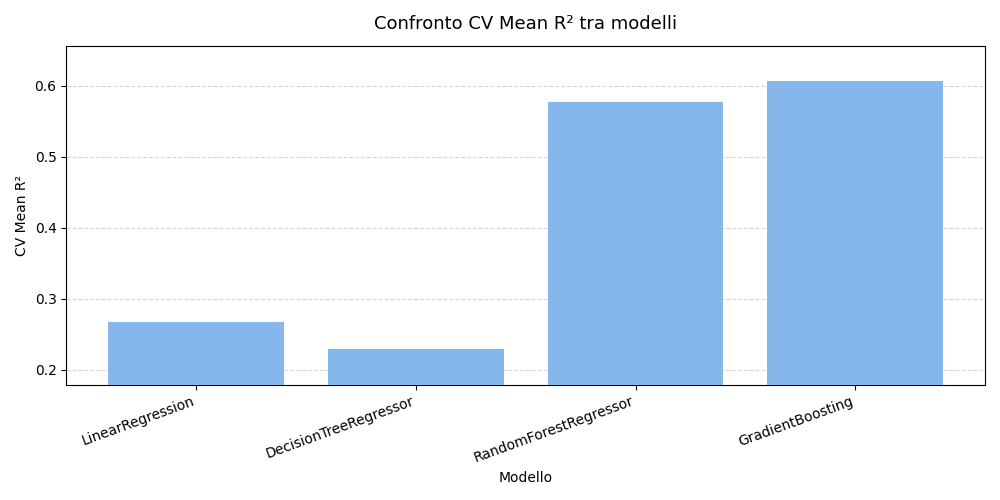 Confronto CV Mean R² tra modelli
CV Mean R²
0.6
0.5
0.4
0.3
0.2
LinearRegression
DecisionTreeRegressor
RandomForestRegressor
GradientBoosting
Modello